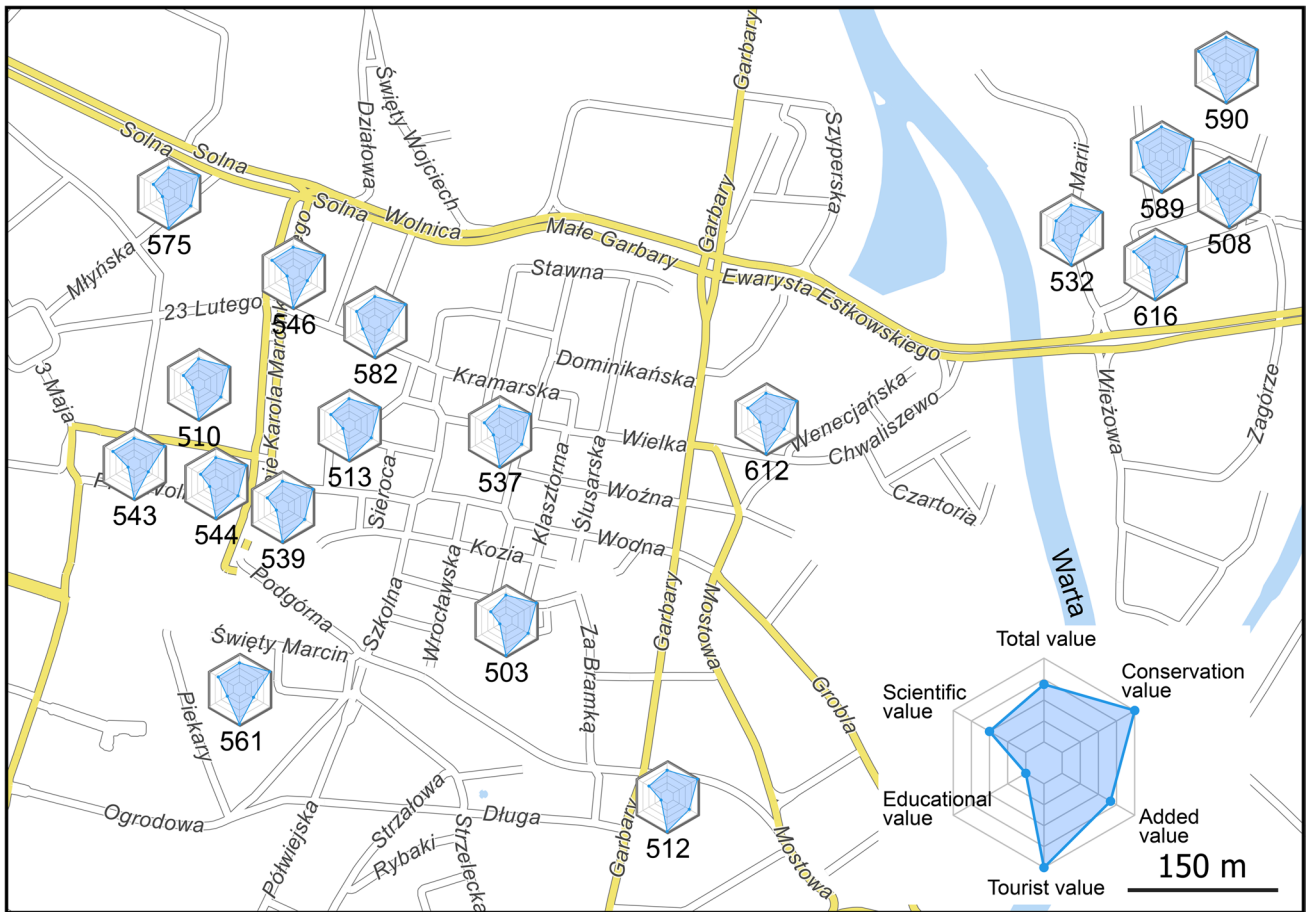 Garbary
Święty Wojciech
Działowa
Solna
Solna
Szyperska
Marii
590
589
508
575
Solna
Wolnica
Małe Garbary
Garbary
Ewarysta Estkowskiego
532
616
Młyńska
23 Lutego
546
Stawna
582
Dominikańska
Kramarska
3 Maja
510
513
537
Wielka
612
Wenecjańska
Chwaliszewo
Wieżowa
Zagórze
543
544
539
Sieroca
Klasztorna
Ślusarska
Woźna
Czartoria
Kozia
Wodna
Warta
Podgórna
Szkolna
Wrocławska
503
Za Bramką
Garbary
Mostowa
Święty Marcin
Piekary
561
Grobla
Ogrodowa
Półwiejska
Strzałowa
Rybaki
Strzelecka
Długa
Garbary
512
Mostowa
Total value
Conservation
value
Scientific
value
Educational
value
Added
value
Tourist value
150 m